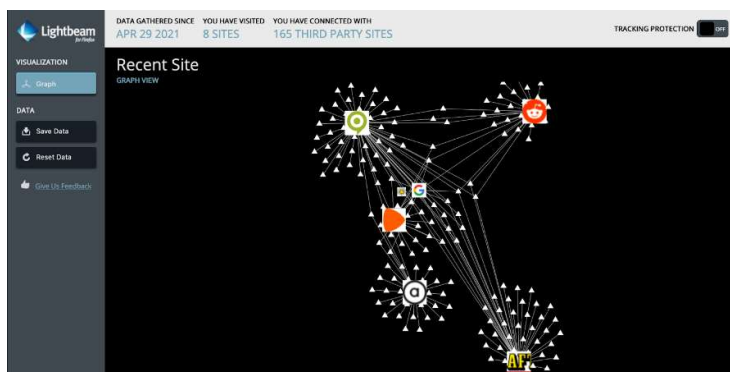 Lightbeam
for Firefox
DATA GATHERED SINCE
APR 29 2021
YOU HAVE VISITED
8 SITES
YOU HAVE CONNECTED WITH
165 THIRD PARTY SITES
TRACKING PROTECTION
OFF
VISUALIZATION
Graph
DATA
Save Data
Reset Data
Give Us Feedback
Recent Site
GRAPH VIEW
G
a